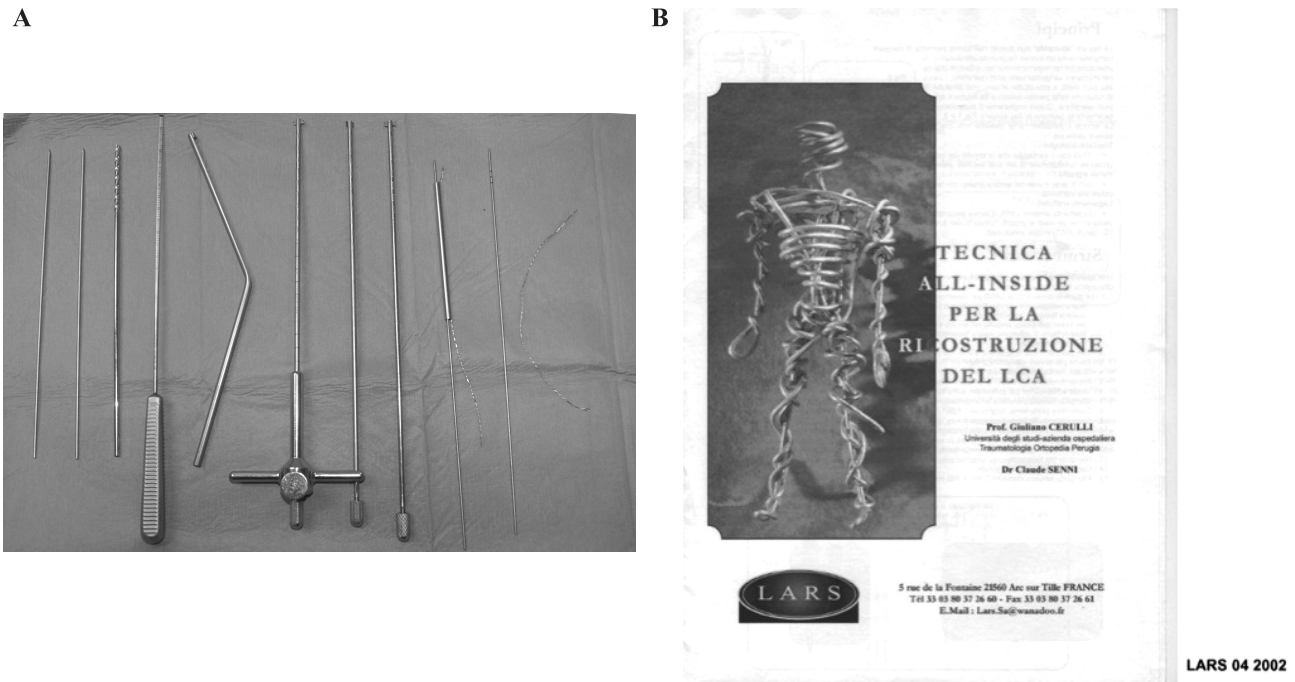 A
B
TECNICA
ALL-INSIDE
PER LA
RICOSTRUZIONE
DEL LCA
Prof. Giuliano CERULLI
Università degli studi-azienda ospedaliera
Traumatologia Ortopedia Perugia
Dr Claude SENNI
LARS
5 rue de la Fontaine 21560 Arc sur Tille FRANCE
Tèl 33 03 80 37 26 60 - Fax 33 03 80 37 26 61
E.Mail : Lars.Sa@wanadoo.fr
LARS 04 2002